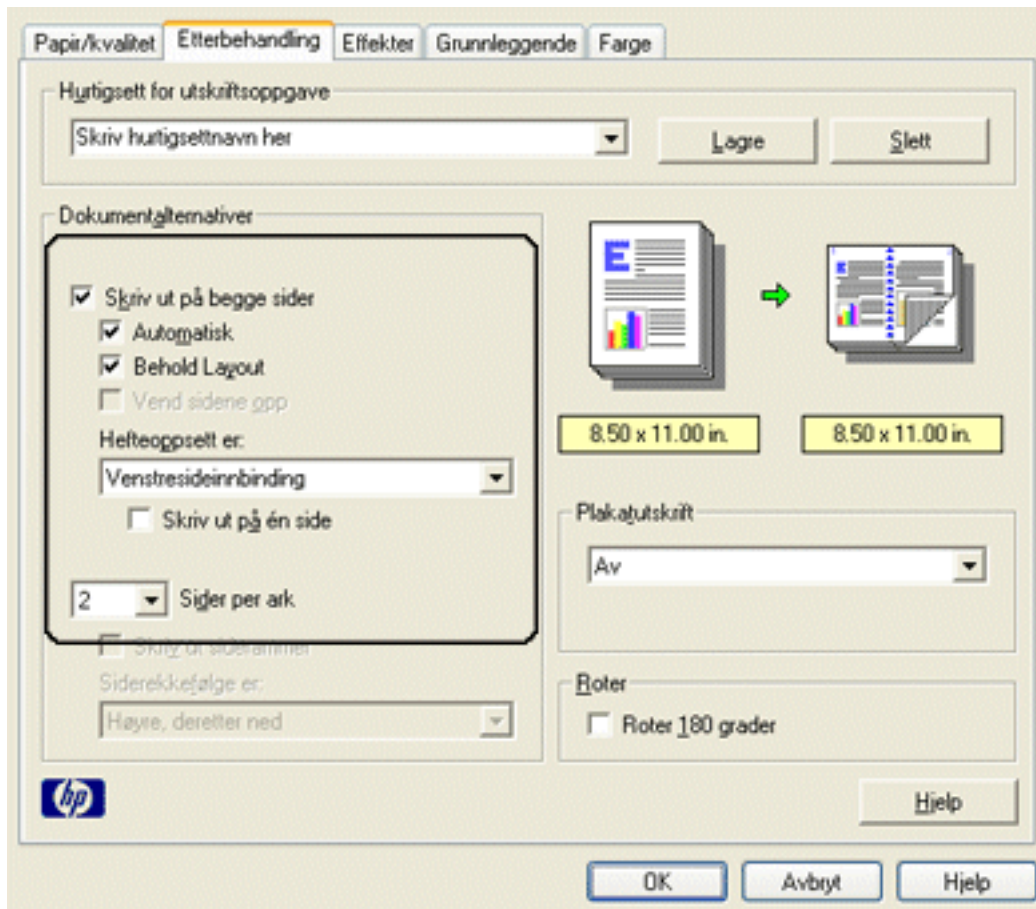 Papir/kvalitet Etterbehandling Effekter Grunnleggende Farge
Hurtigsett for utskriftsoppgave
Skriv hurtigsettnavn her Lagre Slett
Dokumentalternativer
Skriv ut på begge sider
Automatisk
Behold Layout
Vend sidene opp
Hefteoppsett er:
Venstresideinnbinding
Skriv ut på én side
2 Sider per ark
Skriv ut siderammer
Siderekkefølge er:
Høyre, deretter ned
E
E
8.50 x 11.00 in. 8.50 x 11.00 in.
Plakatutskrift
Av
Roter
Roter 180 grader
hp
Hjelp
OK Avbryt Hjelp